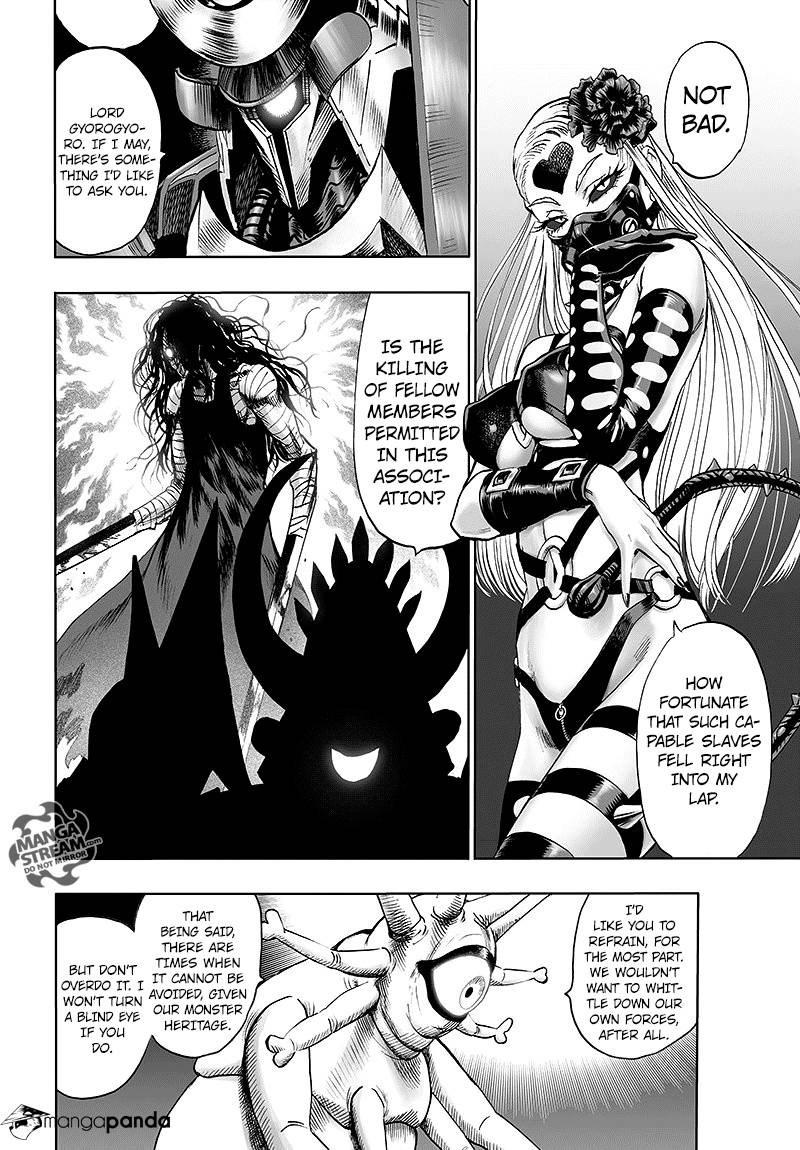 NOT
BAD.
HOW
FORTUNATE
THAT SUCH CA-
PABLE SLAVES
FELL RIGHT
INTO MY
LAP.
LORD
GYOROGYO-
RO. IF I MAY,
THERE'S SOME-
THING I'D LIKE
TO ASK YOU.
IS THE
KILLING
OF FELLOW
MEMBERS
PERMITTED
IN THIS
ASSOCI-
ATION?
MANGA
STREAM.com
DO NOT MIRROR
I'D
LIKE YOU TO
REFRAIN, FOR
THE MOST PART.
WE WOULDN'T
WANT TO WHIT-
TLE DOWN OUR
OWN FORCES,
AFTER ALL.
THAT
BEING SAID,
THERE ARE
TIMES WHEN
IT CANNOT BE
AVOIDED, GIVEN
OUR MONSTER
HERITAGE.
BUT DON'T
OVERDO IT. I
WON'T TURN
A BLIND EYE
IF YOU
DO.
mangapanda